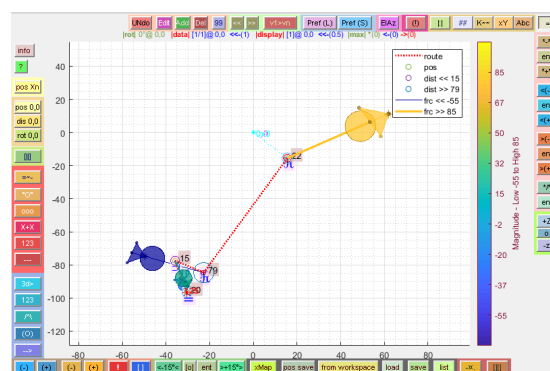 UNdo Edit Add Del 99 << >> v1>vn Pref (L) Pref (S) ElAz (!) [ ] ## K~~ xY Abc =
|rot| 0°@ 0,0 |data| [1/1]@ 0,0 <<-(1) |display| [1]@ 0,0 <<-(0.5) |max| *(0) <-(0) ->(0)
info
?
pos Xn
pos 0,0
dis 0,0
rot 0,0
=~.
"O"
ooo
X+X
123
---
3d>
123
/*\
(O)
-->
40
20
0
-20
-40
-60
-80
-100
-120
-80 -60 -40 -20 0 20 40 60 80
route
pos
dist << 15
dist >> 79
frc << -55
frc >> 85
22
15
79
85
67
50
32
15
-2
-20
-37
-55
Magnitude - Low -55 to High 85
(-) (+) (-) (+) ! [ ] <-15°< [o] ent >+15°> xMap pos save from workspace load save list -x